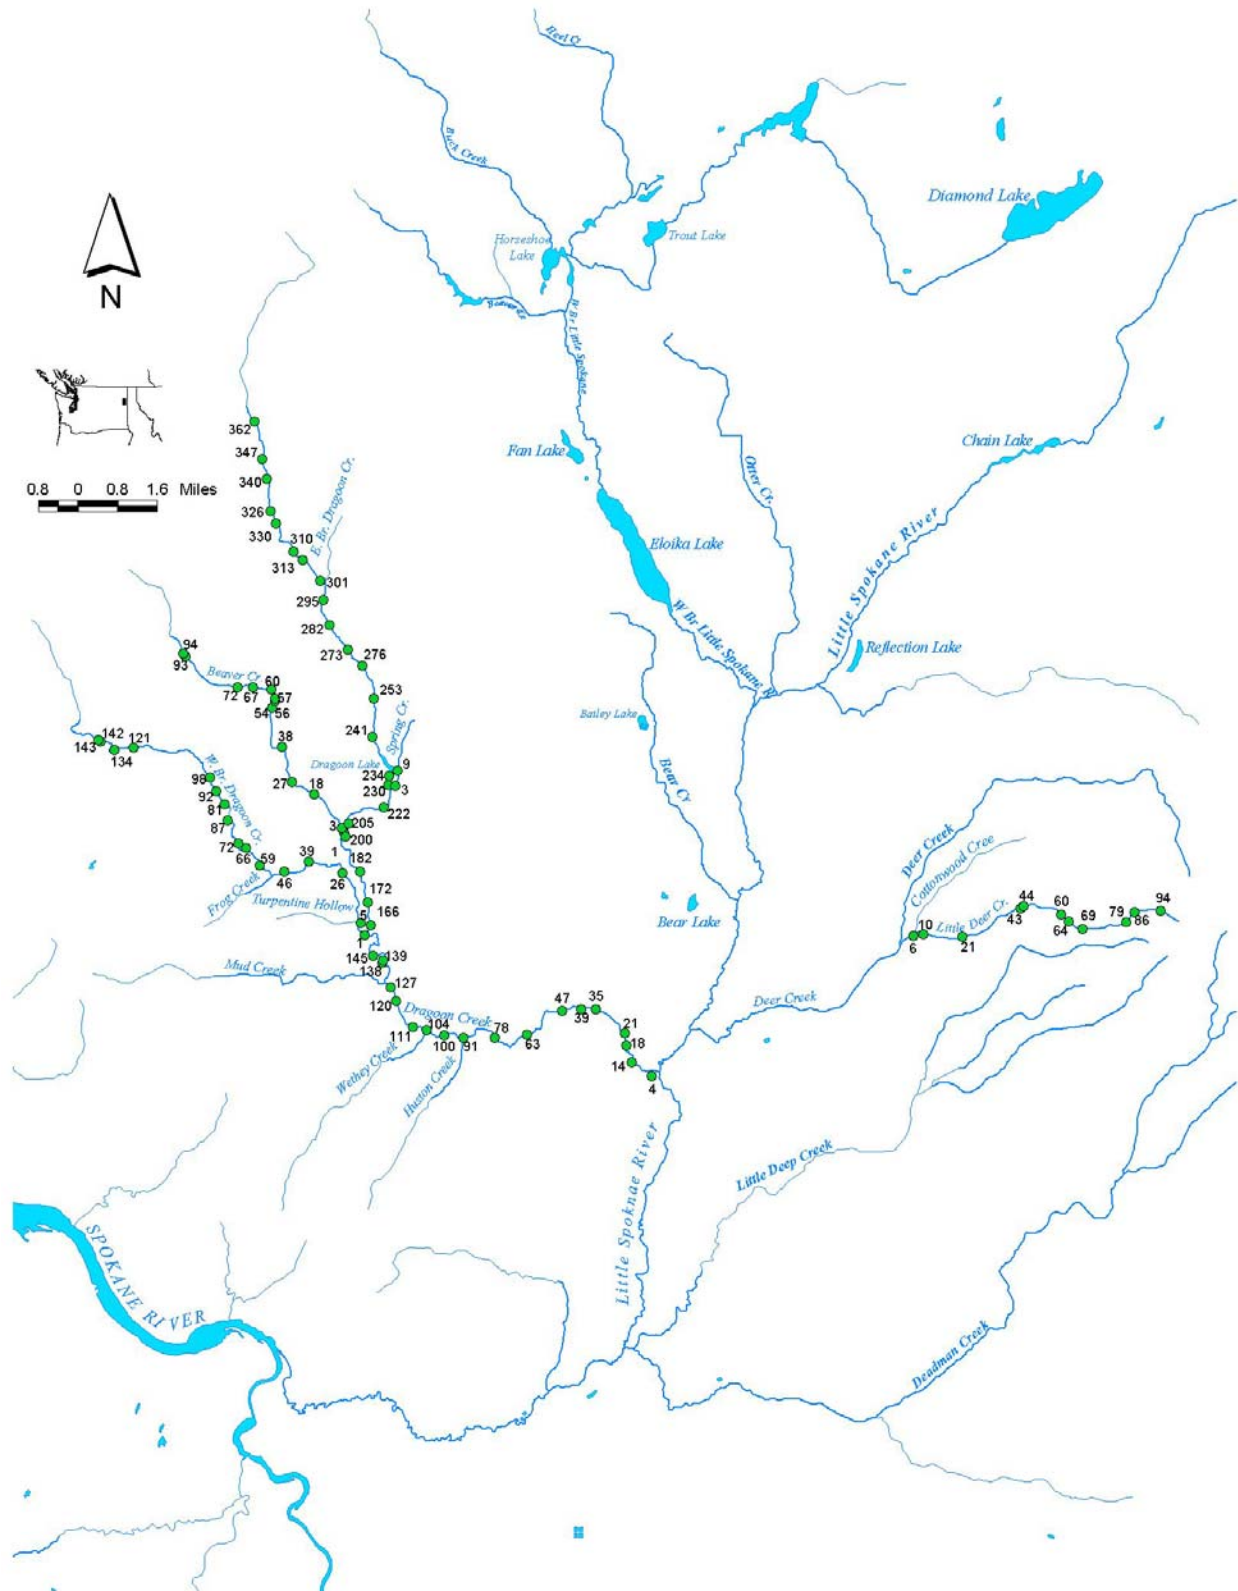 Beel Cr.
Buck Creek
Diamond Lake
Trout Lake
Horseshoe
Lake
N
Beaver Cr.
W Br Little Spokane
362
347
340
326
330
310
313
301
295
282
273
276
253
241
E. Br. Dragoon Cr.
0.8 0 0.8 1.6 Miles
Fan Lake
Eloika Lake
Otter Cr.
Chain Lake
Little Spokane River
W Br Little Spokane R
Reflection Lake
Bailey Lake
Bear Cr
Bear Lake
94
93
Beaver Cr.
72
67
60
57
54
56
38
27
18
3
1
Spring Cr.
Dragoon Lake
9
3
234
230
222
205
200
182
172
166
142
143
134
121
98
92
81
87
72
66
59
46
39
26
W. Br. Dragoon Cr.
Frog Creek
Turpentine Hollow
5
1
145
139
138
Mud Creek
127
120
Dragoon Creek
111
104
100
91
78
63
47
39
35
21
18
14
4
Wethey Creek
Huston Creek
Deer Creek
Cottonwood Cree
Little Deer Cr.
6
10
21
43
44
60
64
69
79
86
94
Deer Creek
Little Spoknae River
Little Deep Creek
Deadman Creek
SPOKANE RIVER